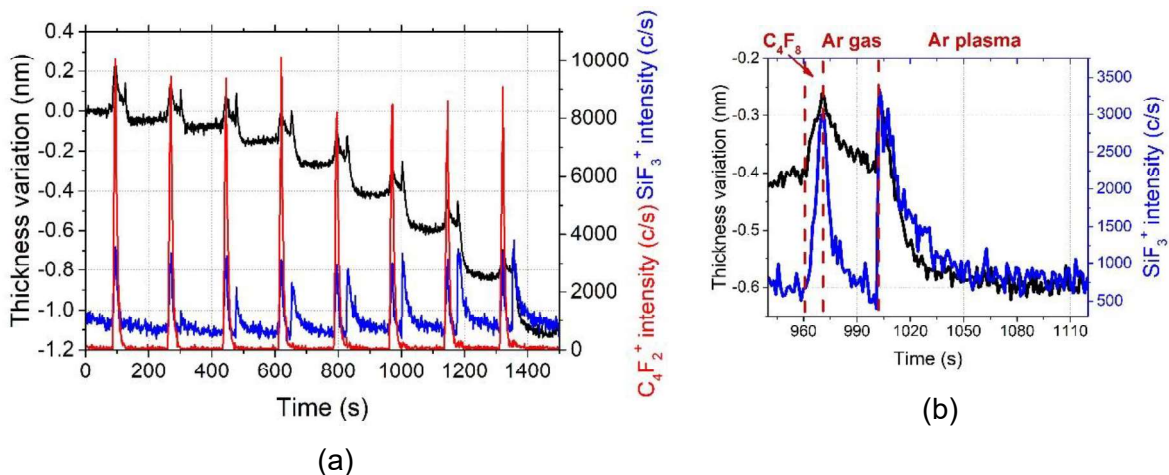 0.4
0.2
0.0
-0.2
-0.4
-0.6
-0.8
-1.0
-1.2
Thickness variation (nm)
0 200 400 600 800 1000 1200 1400
Time (s)
10000
8000
6000
4000
2000
0
C₄F₂⁺ intensity (c/s) SiF₃⁺ intensity (c/s)
(a)
C₄F₈ Ar gas Ar plasma
-0.2
-0.3
-0.4
-0.5
-0.6
Thickness variation (nm)
960 990 1020 1050 1080 1110
Time (s)
3500
3000
2500
2000
1500
1000
500
SiF₃⁺ intensity (c/s)
(b)